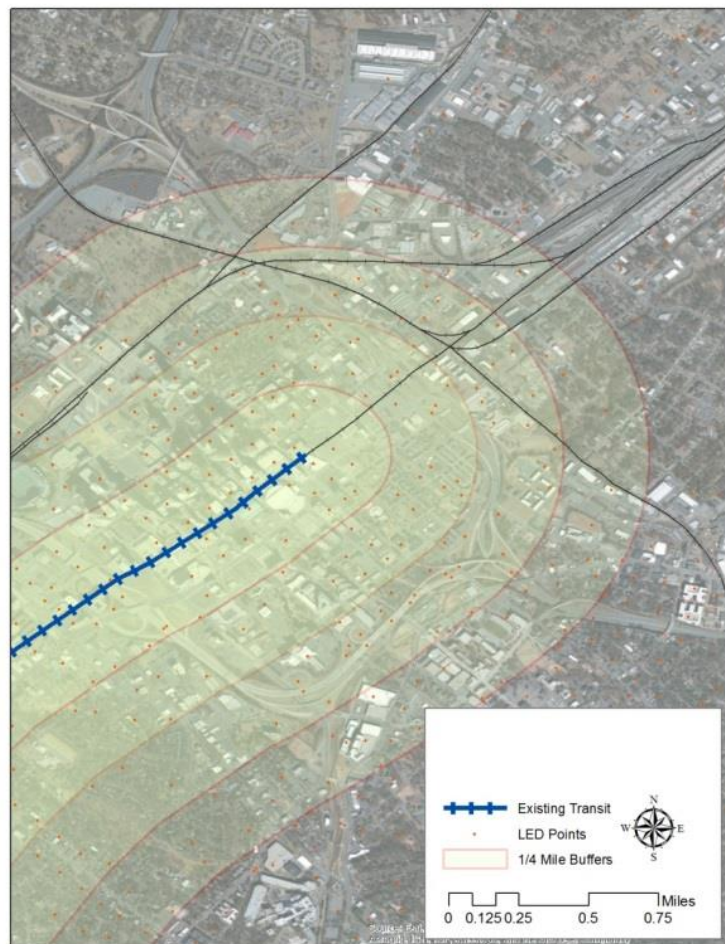 Existing Transit
N
W E
LED Points
S
1/4 Mile Buffers
Miles
0 0.125 0.25 0.5 0.75